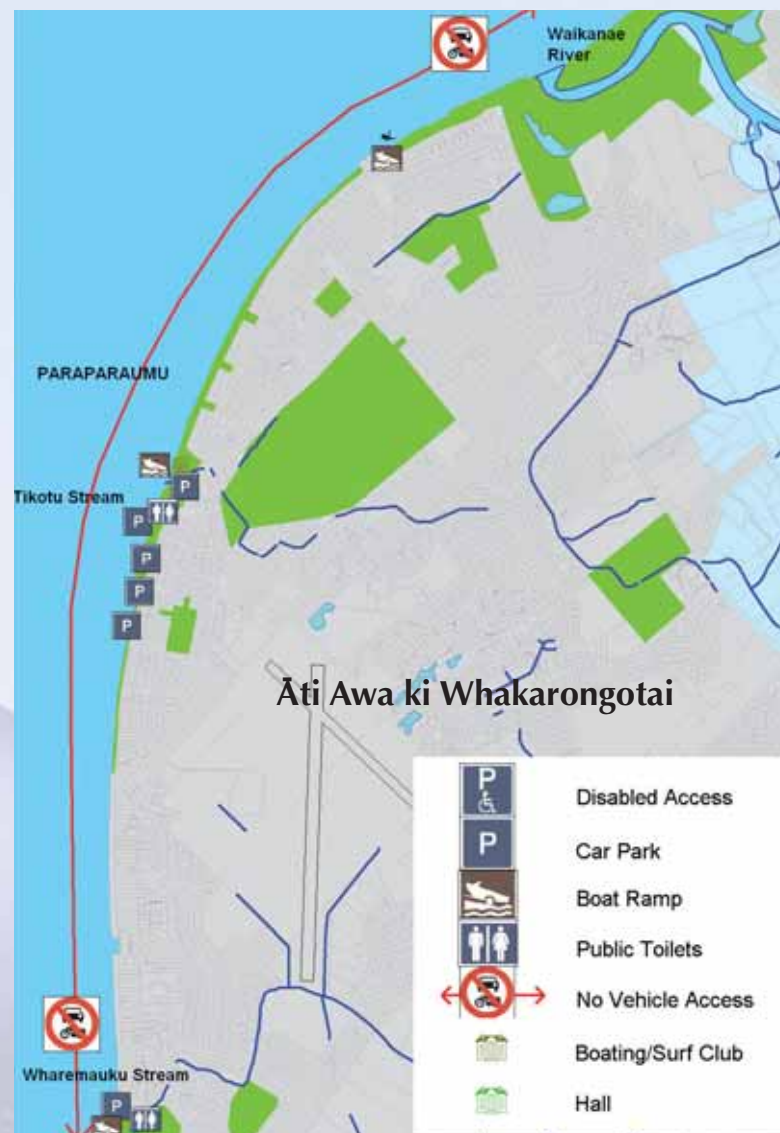 Waikanae
River
PARAPARAUMU
P
Tikotu Stream
P
P
P
P
Āti Awa ki Whakarongotai
P
Disabled Access
P
Car Park
Boat Ramp
Public Toilets
No Vehicle Access
Wharemauku Stream
Boating/Surf Club
P
Hall